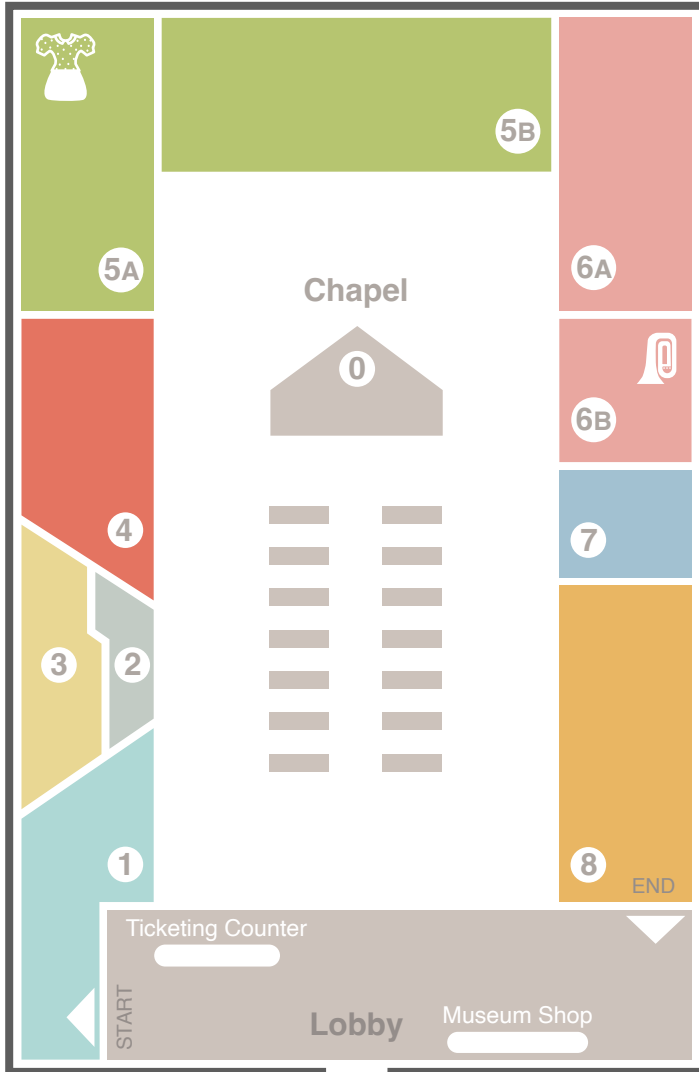 5B
5A
6A
Chapel
0
6B
4
7
3
2
1
8
END
Ticketing Counter
START
Lobby
Museum Shop